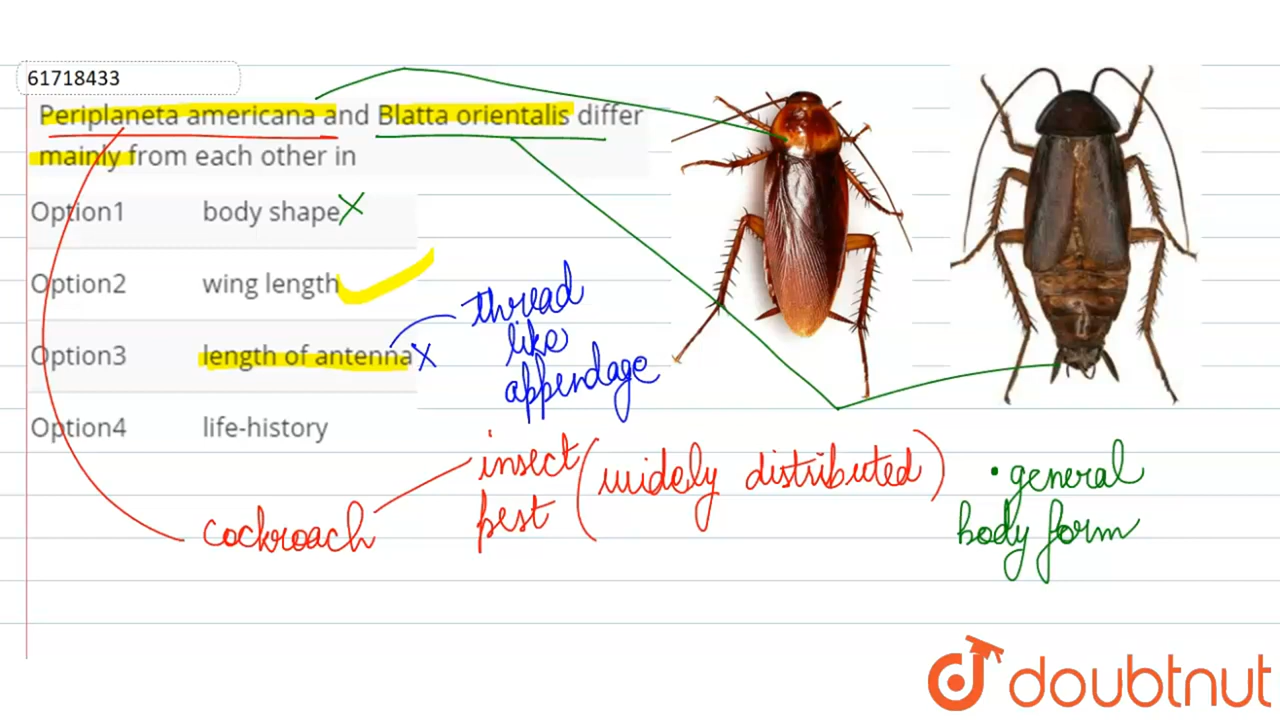 61718433
Periplaneta americana and Blatta orientalis differ
mainly from each other in
Option1 body shape X
Option2 wing length
Option3 length of antenna X
Option4 life-history
thread
like
appendage
cockroach
insect (widely distributed)
pest
• general
body form
doubtnut